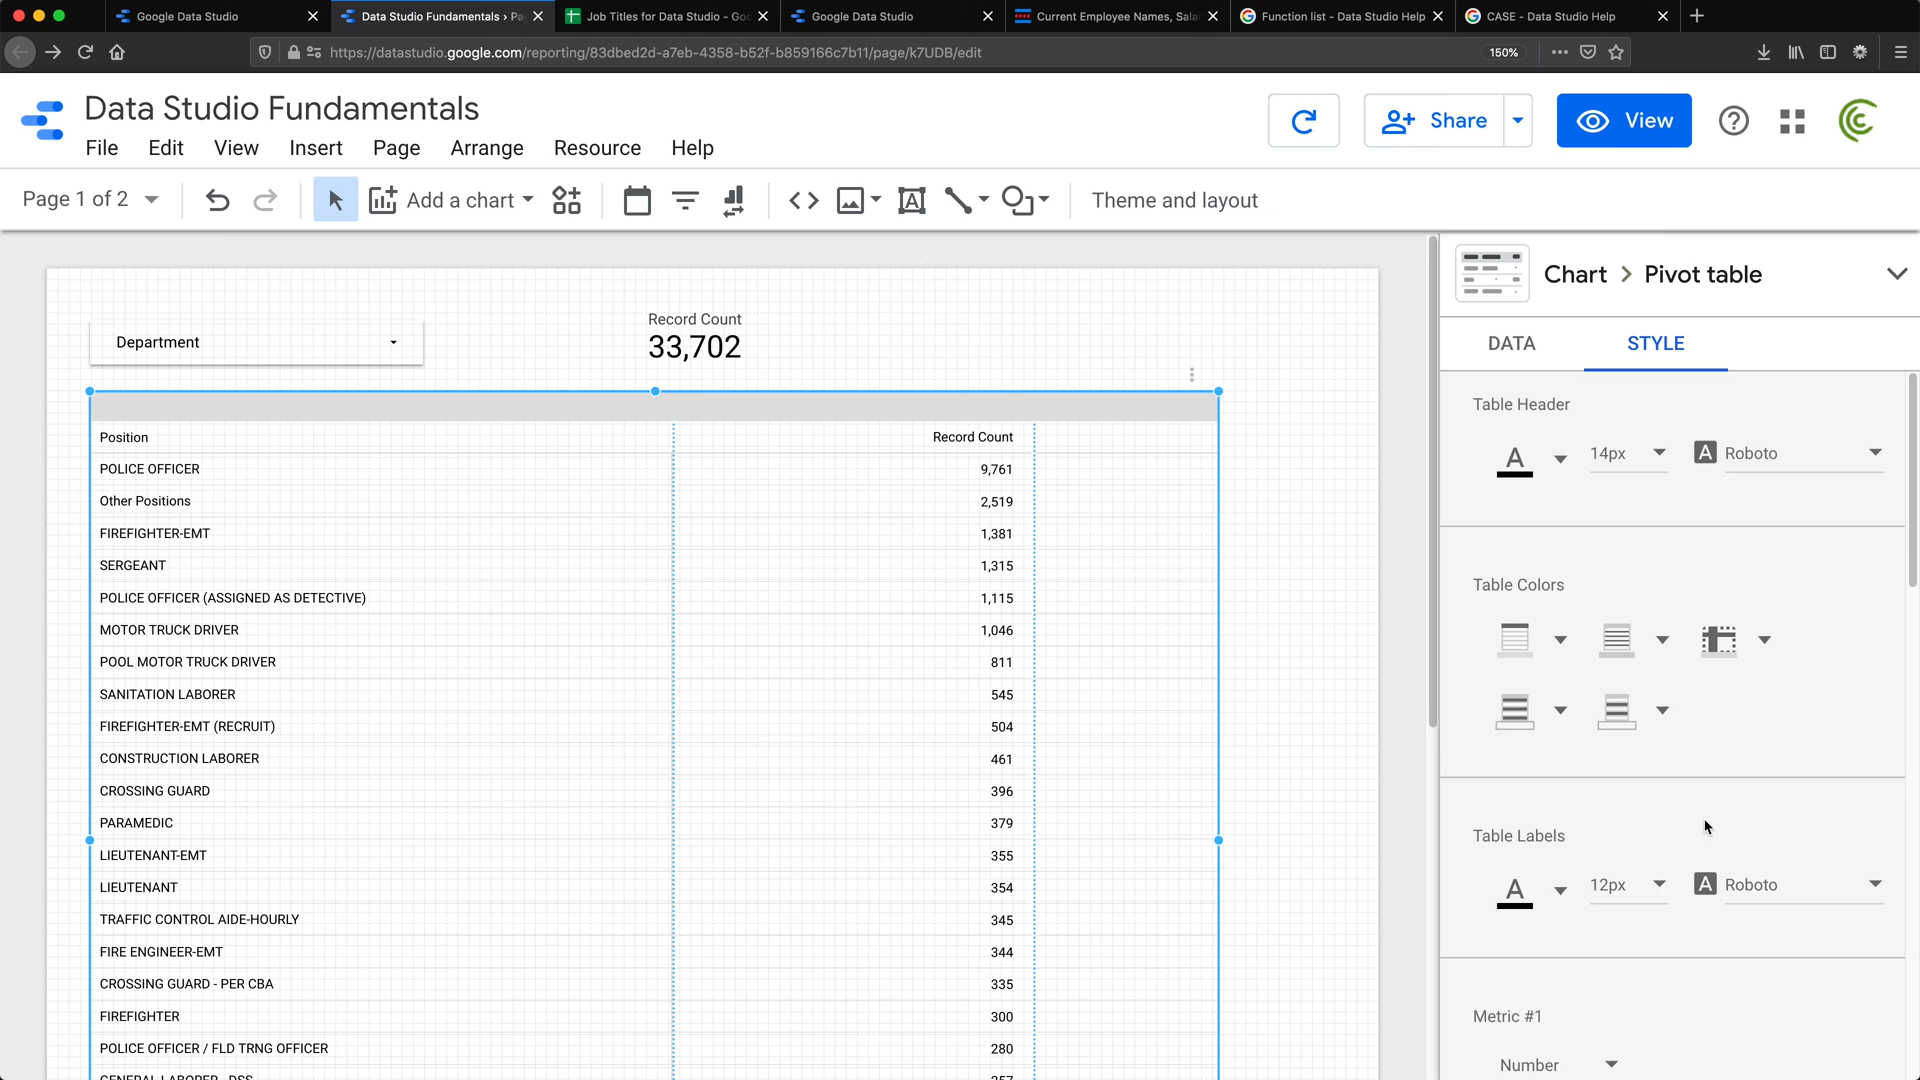 Google Data Studio
Data Studio Fundamentals › Pa
Job Titles for Data Studio - Goo
Google Data Studio
Current Employee Names, Sala
Function list - Data Studio Help
CASE - Data Studio Help
https://datastudio.google.com/reporting/83dbed2d-a7eb-4358-b52f-b859166c7b11/page/k7UDB/edit
150%
Data Studio Fundamentals
File Edit View Insert Page Arrange Resource Help
Share
View
Page 1 of 2
Add a chart
Theme and layout
Chart > Pivot table
DATA STYLE
Department
Record Count
33,702
Position Record Count
POLICE OFFICER 9,761
Other Positions 2,519
FIREFIGHTER-EMT 1,381
SERGEANT 1,315
POLICE OFFICER (ASSIGNED AS DETECTIVE) 1,115
MOTOR TRUCK DRIVER 1,046
POOL MOTOR TRUCK DRIVER 811
SANITATION LABORER 545
FIREFIGHTER-EMT (RECRUIT) 504
CONSTRUCTION LABORER 461
CROSSING GUARD 396
PARAMEDIC 379
LIEUTENANT-EMT 355
LIEUTENANT 354
TRAFFIC CONTROL AIDE-HOURLY 345
FIRE ENGINEER-EMT 344
CROSSING GUARD - PER CBA 335
FIREFIGHTER 300
POLICE OFFICER / FLD TRNG OFFICER 280
GENERAL LABORER - DSS 257
Table Header
A 14px A Roboto
Table Colors
Table Labels
A 12px A Roboto
Metric #1
Number